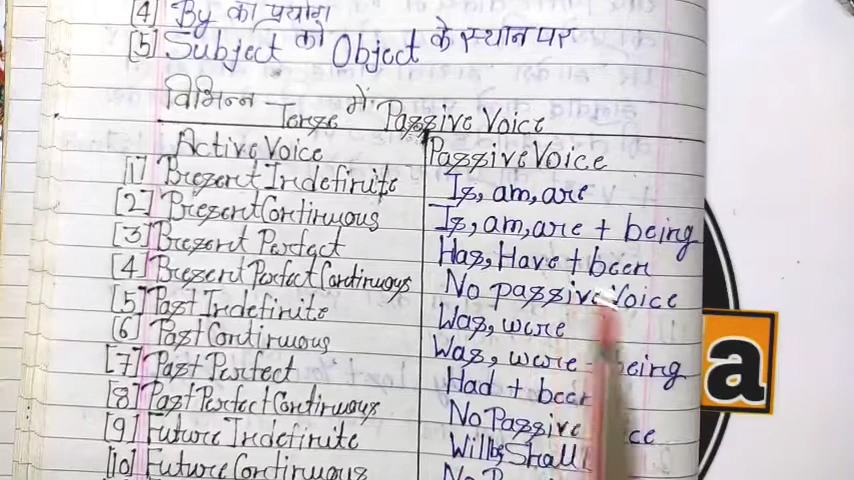 [4] By का प्रयोग
[5] Subject को Object के स्थान पर
विभिन्न Tense में Passive Voice
Active Voice Passive Voice
[1] Present Indefinite Is, am, are
[2] Present Continuous Is, am, are + being
[3] Present Perfect Has, Have + been
[4] Present Perfect Continuous No passive Voice
[5] Past Indefinite Was, were
[6] Past Continuous Was, were being
[7] Past Perfect Had + been
[8] Past Perfect Continuous No Passive
[9] Future Indefinite Will be, Shall
[10] Future Continuous No
a